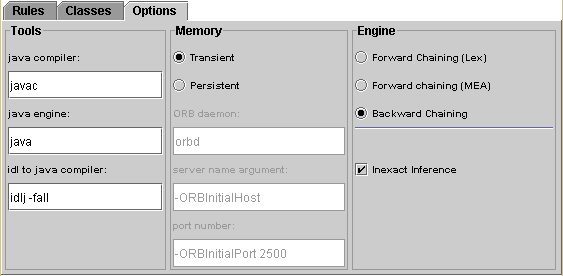 Rules Classes Options
Tools
java compiler:
javac
java engine:
java
idl to java compiler:
idlj -fall
Memory
Transient
Persistent
ORB daemon:
orbd
server name argument:
-ORBInitialHost
port number:
-ORBInitialPort 2500
Engine
Forward Chaining (Lex)
Forward chaining (MEA)
Backward Chaining
Inexact Inference